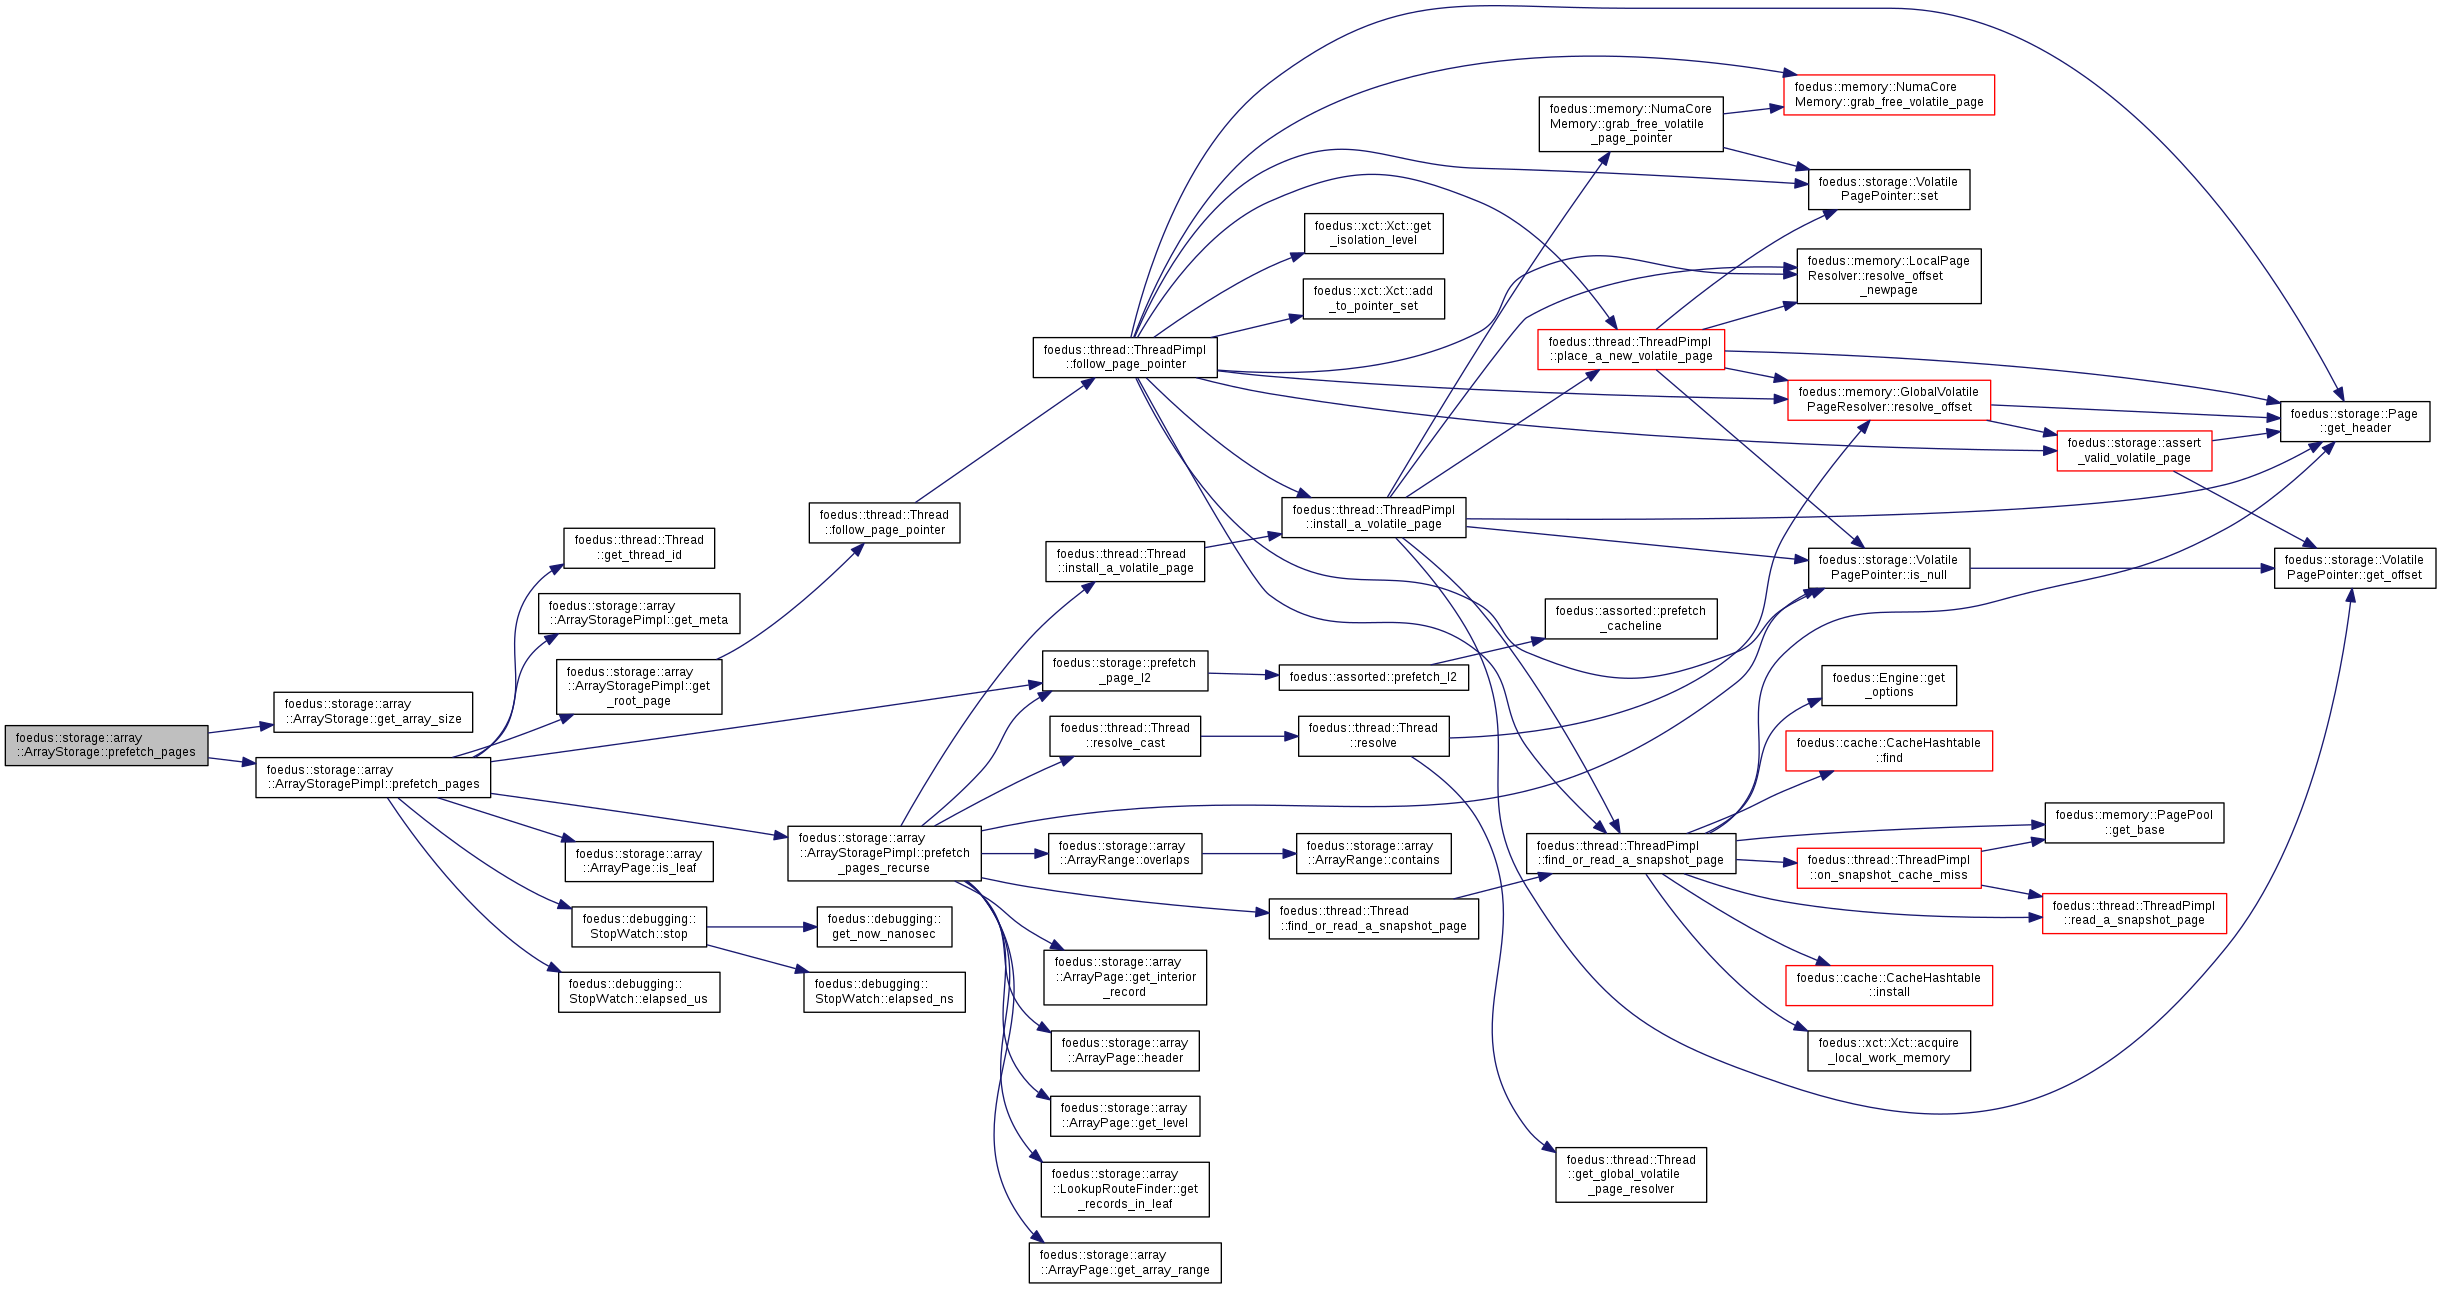 foedus::storage::array
::ArrayStorage::prefetch_pages
foedus::storage::array
::ArrayStorage::get_array_size
foedus::storage::array
::ArrayStoragePimpl::prefetch_pages
foedus::thread::Thread
::get_thread_id
foedus::storage::array
::ArrayStoragePimpl::get_meta
foedus::storage::array
::ArrayStoragePimpl::get
_root_page
foedus::storage::array
::ArrayPage::is_leaf
foedus::debugging::
StopWatch::stop
foedus::debugging::
StopWatch::elapsed_us
foedus::thread::Thread
::follow_page_pointer
foedus::storage::array
::ArrayStoragePimpl::prefetch
_pages_recurse
foedus::debugging::
get_now_nanosec
foedus::debugging::
StopWatch::elapsed_ns
foedus::thread::ThreadPimpl
::follow_page_pointer
foedus::thread::Thread
::install_a_volatile_page
foedus::storage::prefetch
_page_l2
foedus::thread::Thread
::resolve_cast
foedus::storage::array
::ArrayRange::overlaps
foedus::storage::array
::ArrayPage::get_interior
_record
foedus::storage::array
::ArrayPage::header
foedus::storage::array
::ArrayPage::get_level
foedus::storage::array
::LookupRouteFinder::get
_records_in_leaf
foedus::storage::array
::ArrayPage::get_array_range
foedus::xct::Xct::get
_isolation_level
foedus::xct::Xct::add
_to_pointer_set
foedus::thread::ThreadPimpl
::install_a_volatile_page
foedus::assorted::prefetch_l2
foedus::thread::Thread
::resolve
foedus::storage::array
::ArrayRange::contains
foedus::thread::Thread
::find_or_read_a_snapshot_page
foedus::memory::NumaCore
Memory::grab_free_volatile
_page_pointer
foedus::thread::ThreadPimpl
::place_a_new_volatile_page
foedus::assorted::prefetch
_cacheline
foedus::thread::ThreadPimpl
::find_or_read_a_snapshot_page
foedus::thread::Thread
::get_global_volatile
_page_resolver
foedus::memory::NumaCore
Memory::grab_free_volatile_page
foedus::storage::Volatile
PagePointer::set
foedus::memory::LocalPage
Resolver::resolve_offset
_newpage
foedus::memory::GlobalVolatile
PageResolver::resolve_offset
foedus::storage::Volatile
PagePointer::is_null
foedus::Engine::get
_options
foedus::cache::CacheHashtable
::find
foedus::thread::ThreadPimpl
::on_snapshot_cache_miss
foedus::cache::CacheHashtable
::install
foedus::xct::Xct::acquire
_local_work_memory
foedus::storage::assert
_valid_volatile_page
foedus::memory::PagePool
::get_base
foedus::thread::ThreadPimpl
::read_a_snapshot_page
foedus::storage::Page
::get_header
foedus::storage::Volatile
PagePointer::get_offset